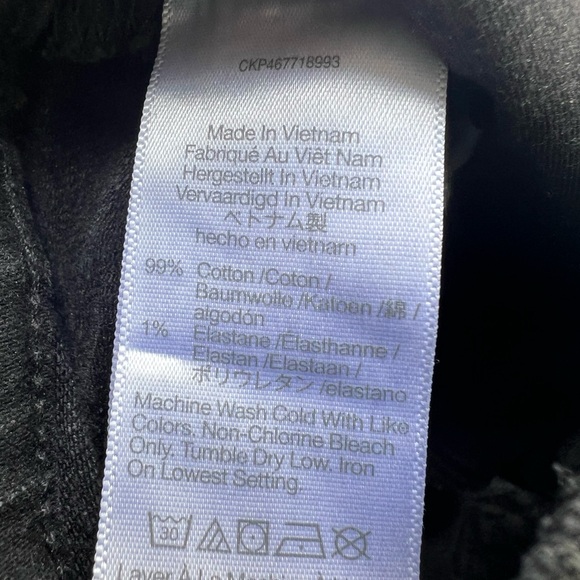 CKP467718993
Made In Vietnam
Fabriqué Au Viêt Nam
Hergestellt In Vietnam
Vervaardigd In Vietnam
ベトナム製
hecho en vietnam
99% Cotton /Coton /
Baumwolle /Katoen /綿 /
algodón
1% Elastane /Élasthanne /
Elastan /Elastaan /
ポリウレタン /elastano
Machine Wash Cold With Like
Colors, Non-Chlorine Bleach
Only, Tumble Dry Low. Iron
On Lowest Setting.
30
Laver À La